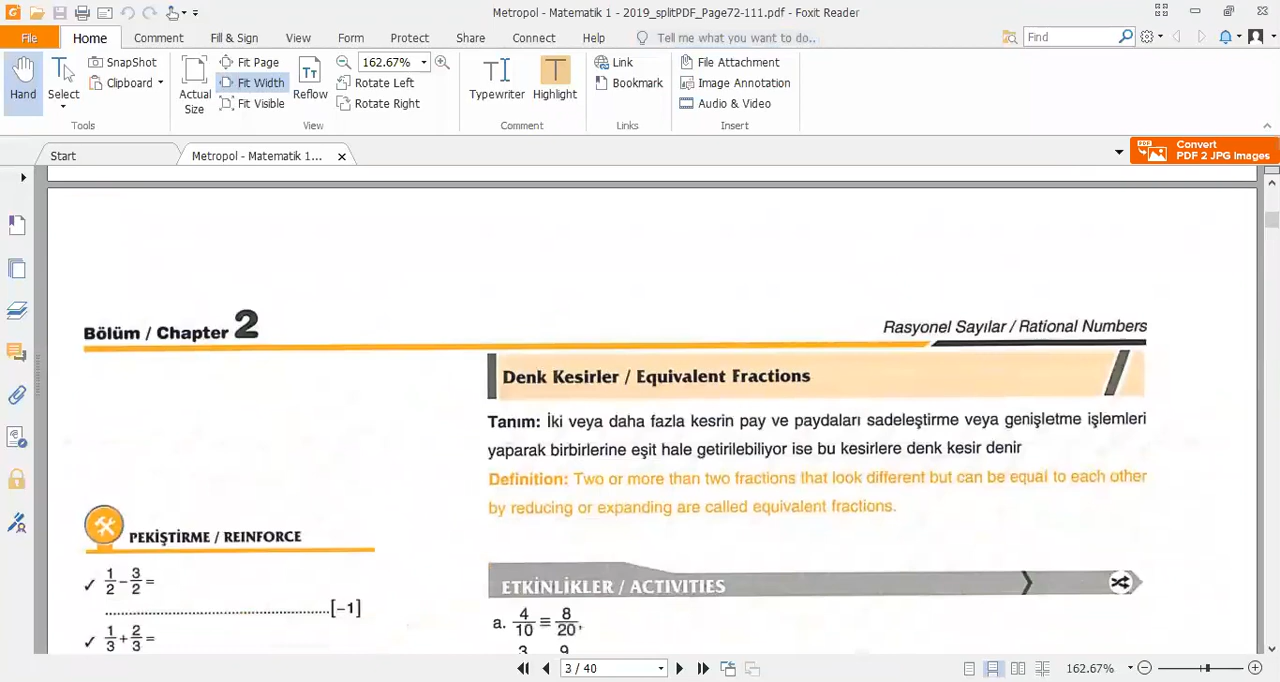 Metropol - Matematik 1 - 2019_splitPDF_Page72-111.pdf - Foxit Reader
File Home Comment Fill & Sign View Form Protect Share Connect Help Tell me what you want to do.. Find
Hand
Select
SnapShot
Clipboard
Tools
Actual Size
Fit Page
Fit Width
Fit Visible
Reflow
162.67%
Rotate Left
Rotate Right
View
Typewriter
Highlight
Comment
Link
Bookmark
Links
File Attachment
Image Annotation
Audio & Video
Insert
Start
Metropol - Matematik 1...
Convert
PDF 2 JPG Images
PDF
Bölüm / Chapter 2
Rasyonel Sayılar / Rational Numbers
Denk Kesirler / Equivalent Fractions
Tanım: İki veya daha fazla kesrin pay ve paydaları sadeleştirme veya genişletme işlemleri
yaparak birbirlerine eşit hale getirilebiliyor ise bu kesirlere denk kesir denir
Definition: Two or more than two fractions that look different but can be equal to each other
by reducing or expanding are called equivalent fractions.
PEKİŞTİRME / REINFORCE
✓ 1/2 - 3/2 =
..........................................................[-1]
✓ 1/3 + 2/3 =
ETKİNLİKLER / ACTIVITIES
a. 4/10 ≡ 8/20,
3 9
3 / 40
162.67%